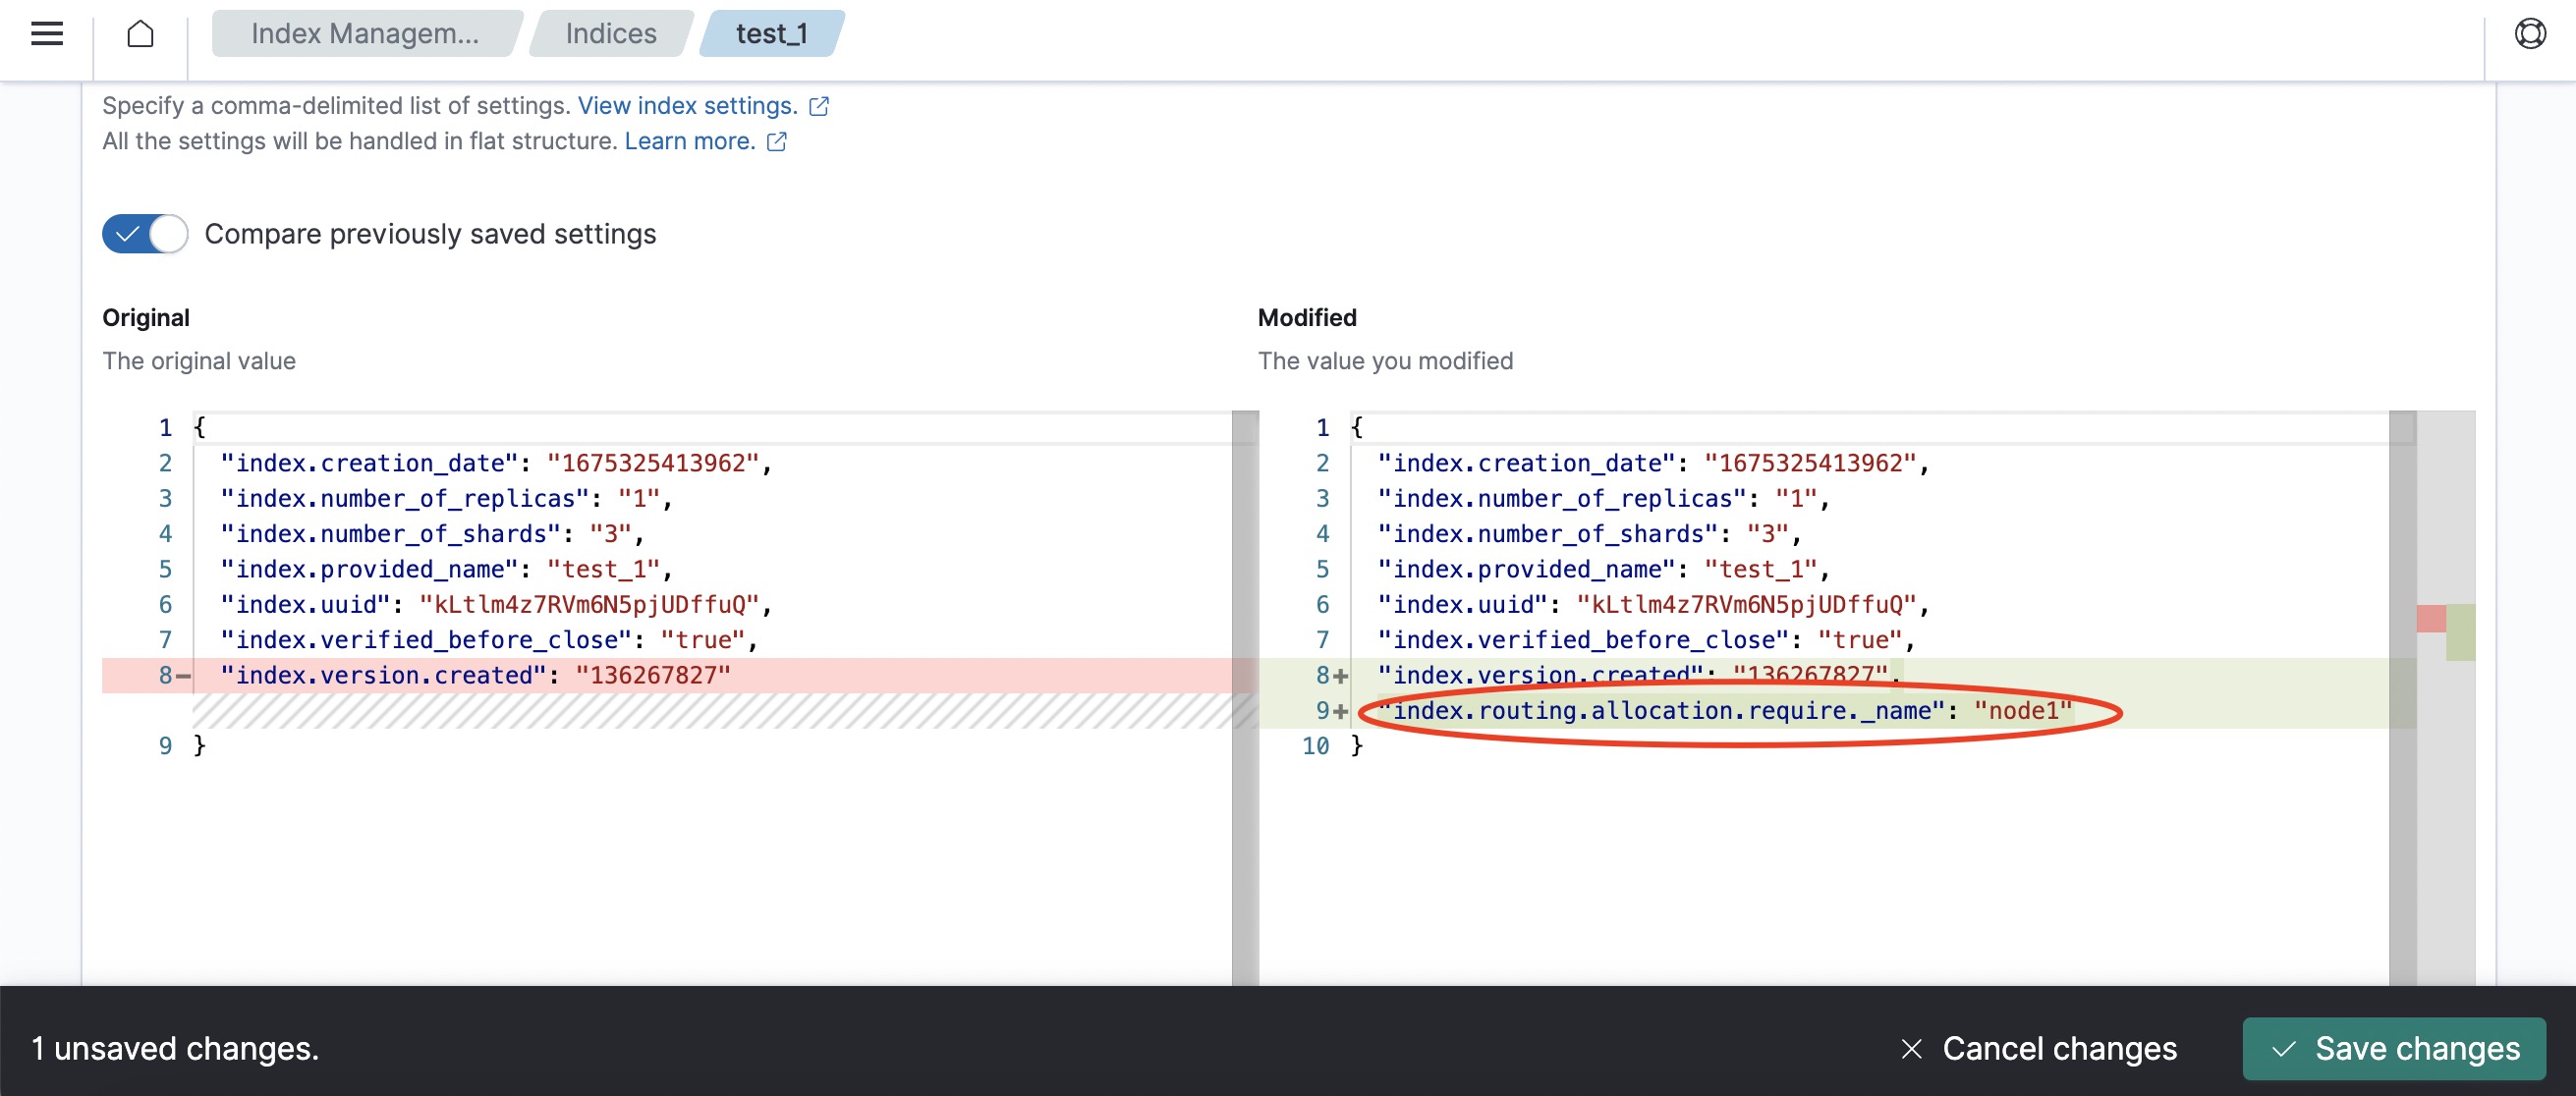 Index Managem...
Indices
test_1
Specify a comma-delimited list of settings. View index settings.
All the settings will be handled in flat structure. Learn more.
Compare previously saved settings
Original
The original value
1 {
2 "index.creation_date": "1675325413962",
3 "index.number_of_replicas": "1",
4 "index.number_of_shards": "3",
5 "index.provided_name": "test_1",
6 "index.uuid": "kLtlm4z7RVm6N5pjUDffuQ",
7 "index.verified_before_close": "true",
8− "index.version.created": "136267827"
9 }
Modified
The value you modified
1 {
2 "index.creation_date": "1675325413962",
3 "index.number_of_replicas": "1",
4 "index.number_of_shards": "3",
5 "index.provided_name": "test_1",
6 "index.uuid": "kLtlm4z7RVm6N5pjUDffuQ",
7 "index.verified_before_close": "true",
8+ "index.version.created": "136267827",
9+ "index.routing.allocation.require._name": "node1"
10 }
1 unsaved changes.
Cancel changes
Save changes